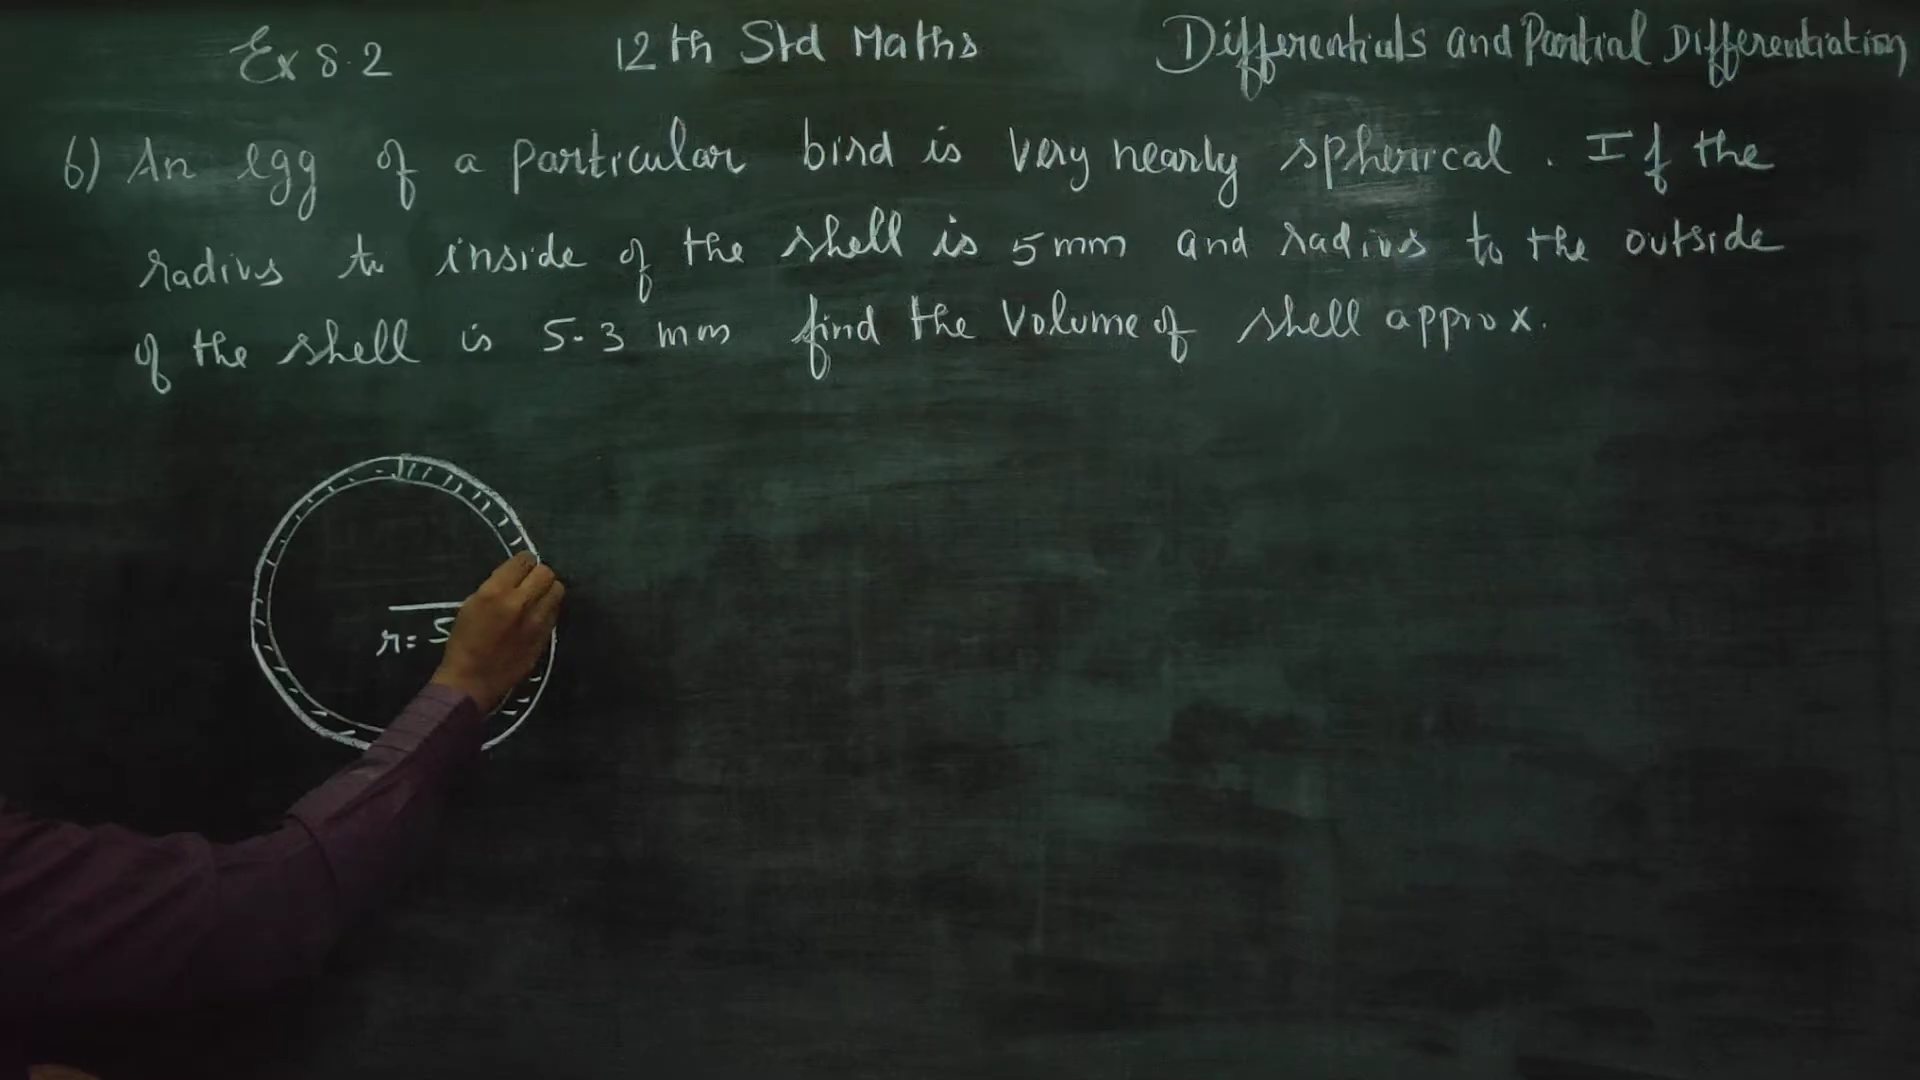 Ex 8.2 12th Std Maths Differentials and Partial Differentiation
6) An egg of a particular bird is very nearly spherical. If the
radius to inside of the shell is 5mm and radius to the outside
of the shell is 5.3 mm find the volume of shell approx.
r=5